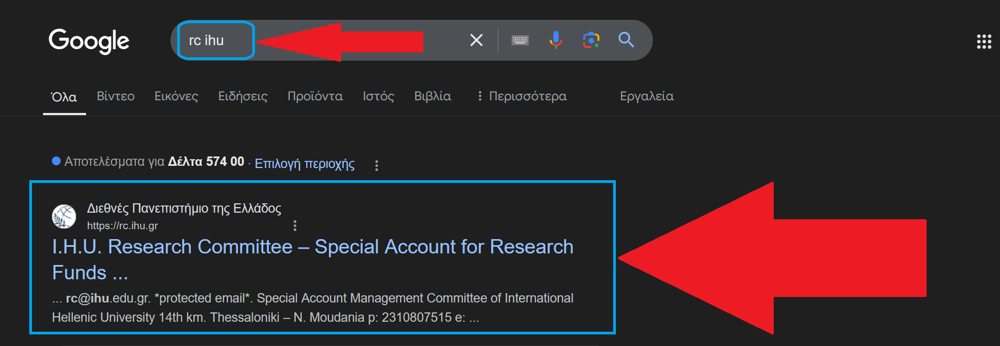 Google
rc ihu
Όλα Βίντεο Εικόνες Ειδήσεις Προϊόντα Ιστός Βιβλία Περισσότερα Εργαλεία
Αποτελέσματα για Δέλτα 574 00 · Επιλογή περιοχής
Διεθνές Πανεπιστήμιο της Ελλάδος
https://rc.ihu.gr
I.H.U. Research Committee – Special Account for Research
Funds ...
... rc@ihu.edu.gr. *protected email*. Special Account Management Committee of International
Hellenic University 14th km. Thessaloniki – N. Moudania p: 2310807515 e: ...